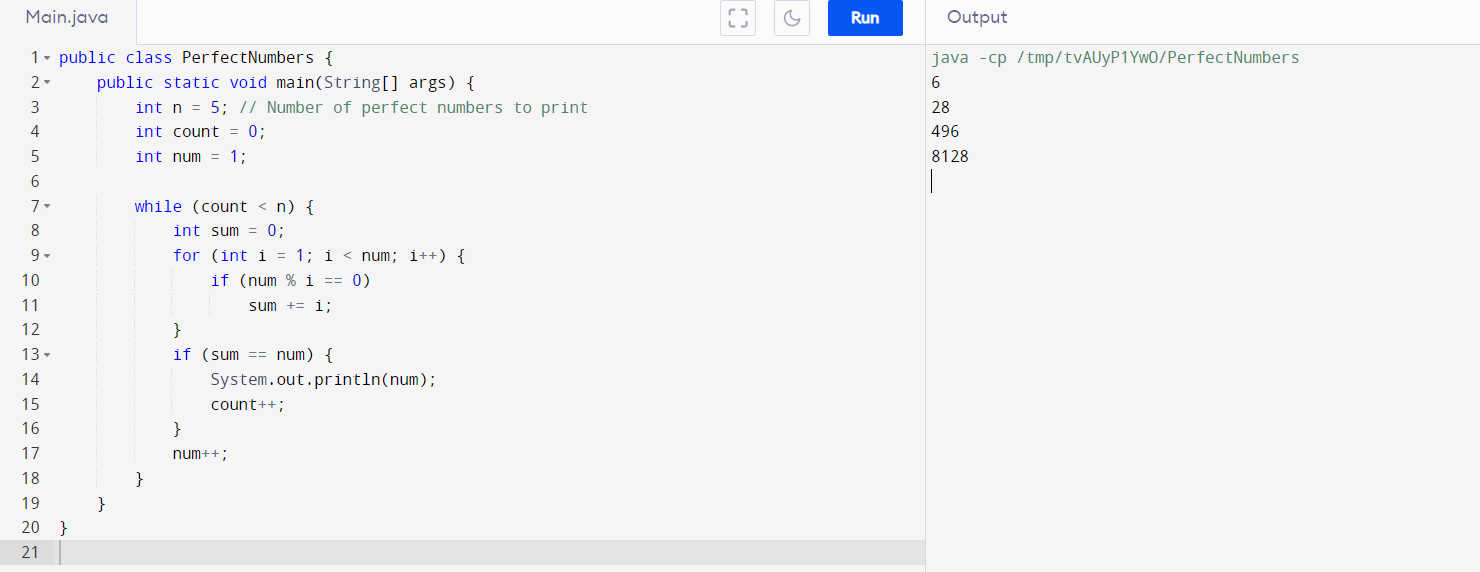 Main.java
Run
Output
1 public class PerfectNumbers {
2     public static void main(String[] args) {
3         int n = 5; // Number of perfect numbers to print
4         int count = 0;
5         int num = 1;
6
7         while (count < n) {
8             int sum = 0;
9             for (int i = 1; i < num; i++) {
10                 if (num % i == 0)
11                     sum += i;
12             }
13             if (sum == num) {
14                 System.out.println(num);
15                 count++;
16             }
17             num++;
18         }
19     }
20 }
21
java -cp /tmp/tvAUyP1YwO/PerfectNumbers
6
28
496
8128